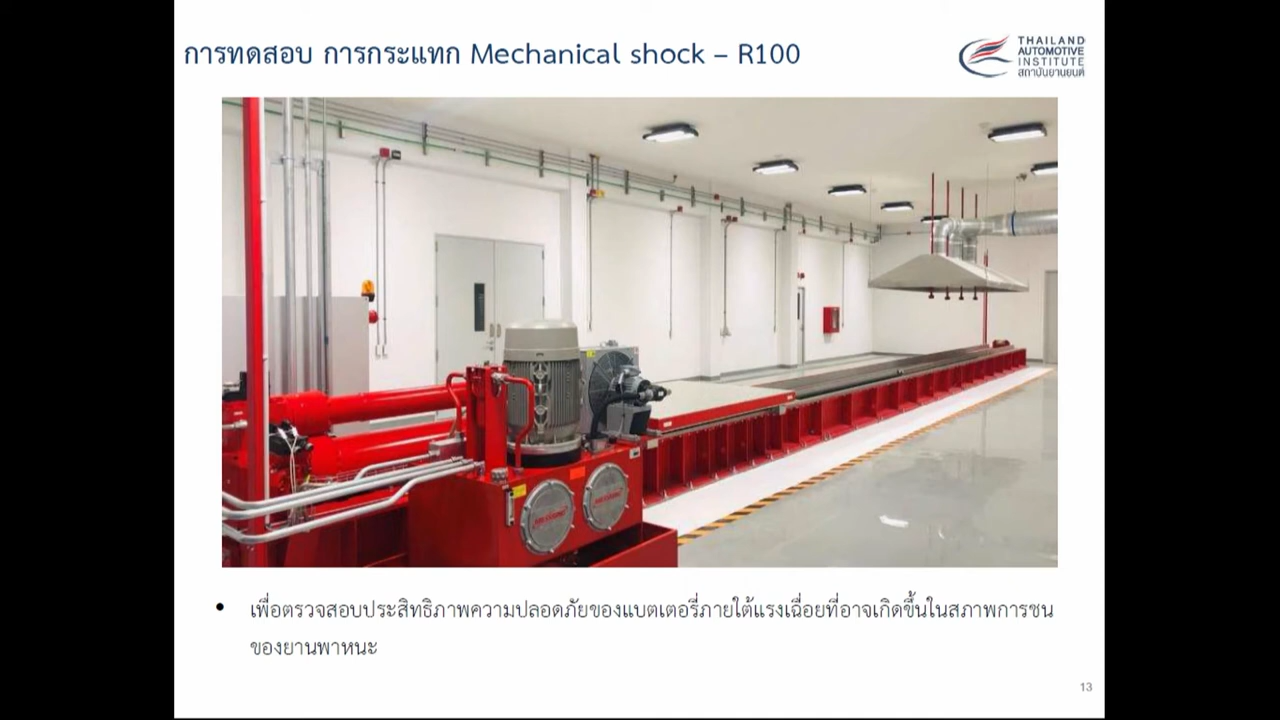 การทดสอบ การกระแทก Mechanical shock – R100
THAILAND
AUTOMOTIVE
INSTITUTE
สถาบันยานยนต์
• เพื่อตรวจสอบประสิทธิภาพความปลอดภัยของแบตเตอรี่ภายใต้แรงเฉื่อยที่อาจเกิดขึ้นในสภาพการชน
ของยานพาหนะ
13